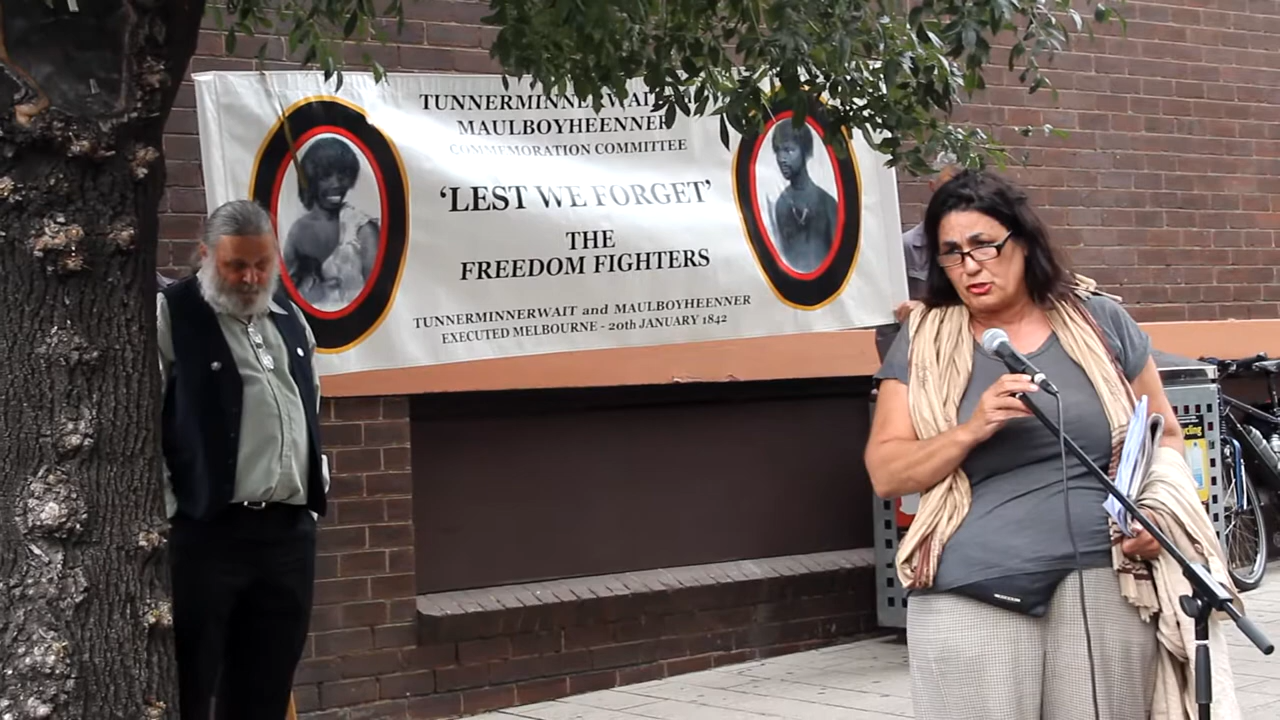 TUNNERMINNERWAIT
MAULBOYHEENNER
COMMEMORATION COMMITTEE
‘LEST WE FORGET’
THE
FREEDOM FIGHTERS
TUNNERMINNERWAIT and MAULBOYHEENNER
EXECUTED MELBOURNE - 20th JANUARY 1842